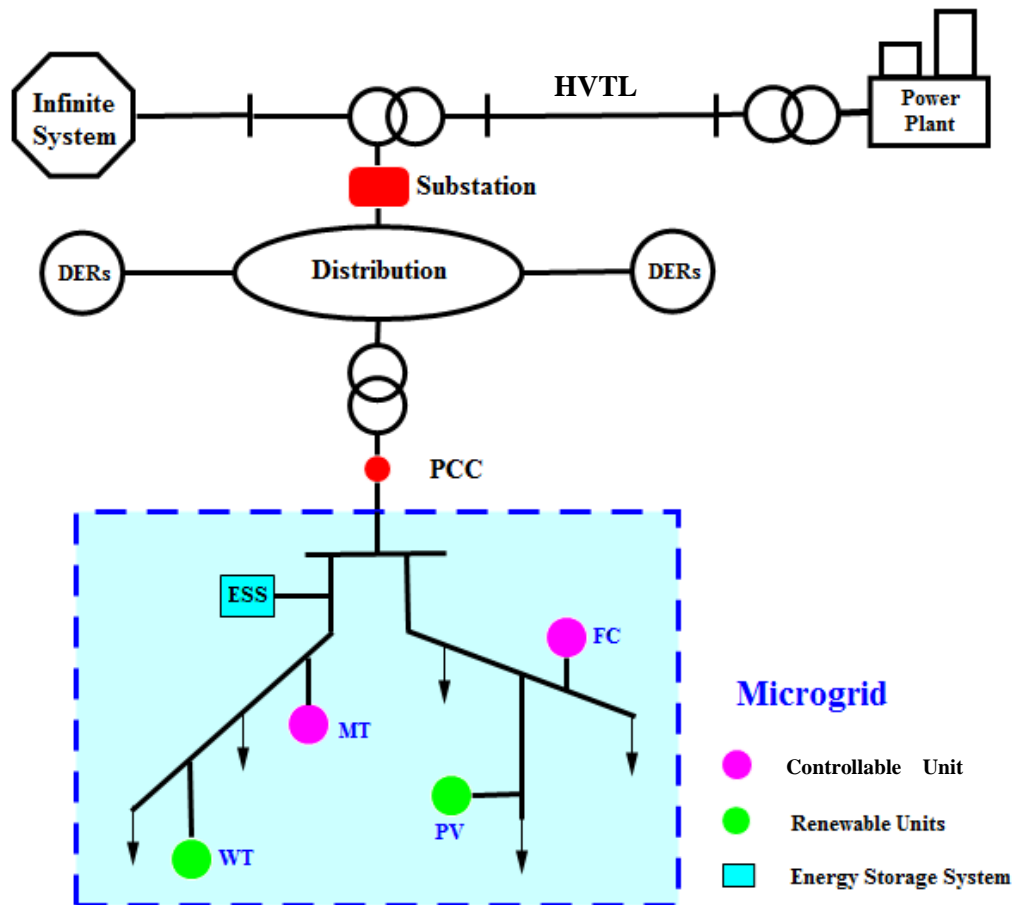 Infinite
System
HVTL
Power
Plant
Substation
DERs
Distribution
DERs
PCC
ESS
FC
MT
PV
WT
Microgrid
Controllable Unit
Renewable Units
Energy Storage System